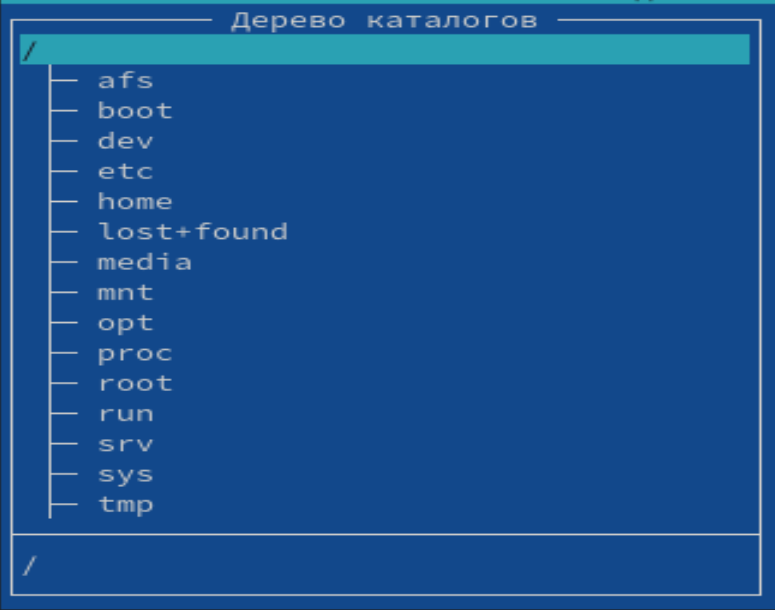 Дерево каталогов
/
afs
boot
dev
etc
home
lost+found
media
mnt
opt
proc
root
run
srv
sys
tmp
/